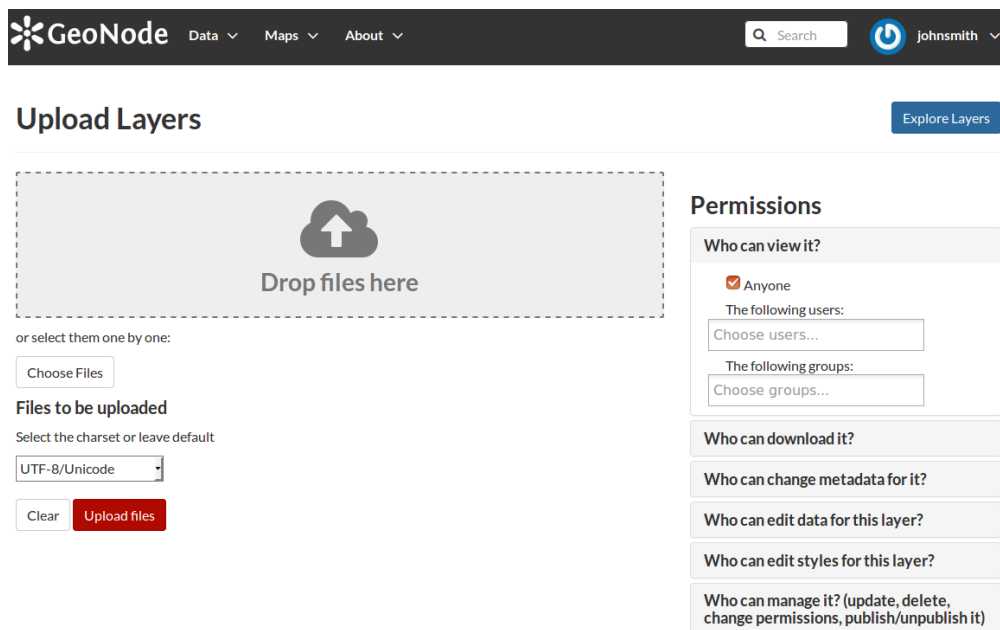 GeoNode Data Maps About Search johnsmith
Upload Layers
Explore Layers
Drop files here
or select them one by one:
Choose Files
Files to be uploaded
Select the charset or leave default
UTF-8/Unicode
Clear Upload files
Permissions
Who can view it?
Anyone
The following users:
Choose users...
The following groups:
Choose groups...
Who can download it?
Who can change metadata for it?
Who can edit data for this layer?
Who can edit styles for this layer?
Who can manage it? (update, delete,
change permissions, publish/unpublish it)